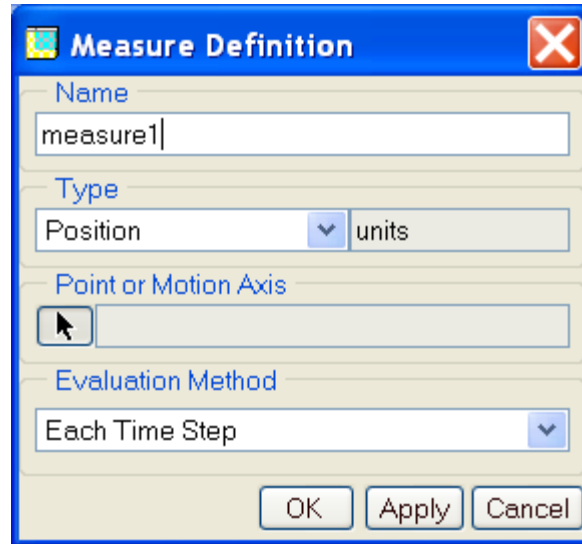 Measure Definition
Name
measure1
Type
Position units
Point or Motion Axis
Evaluation Method
Each Time Step
OK Apply Cancel